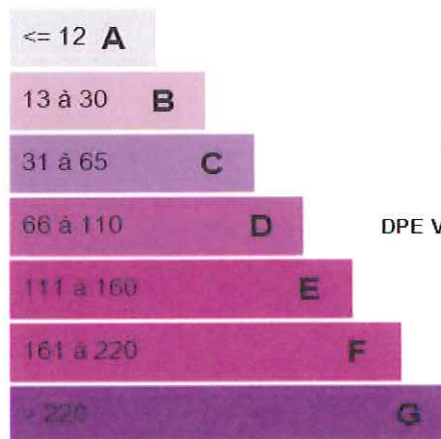 <= 12 A
13 à 30 B
31 à 65 C
66 à 110 D
DPE V
111 à 160 E
161 à 220 F
> 220 G